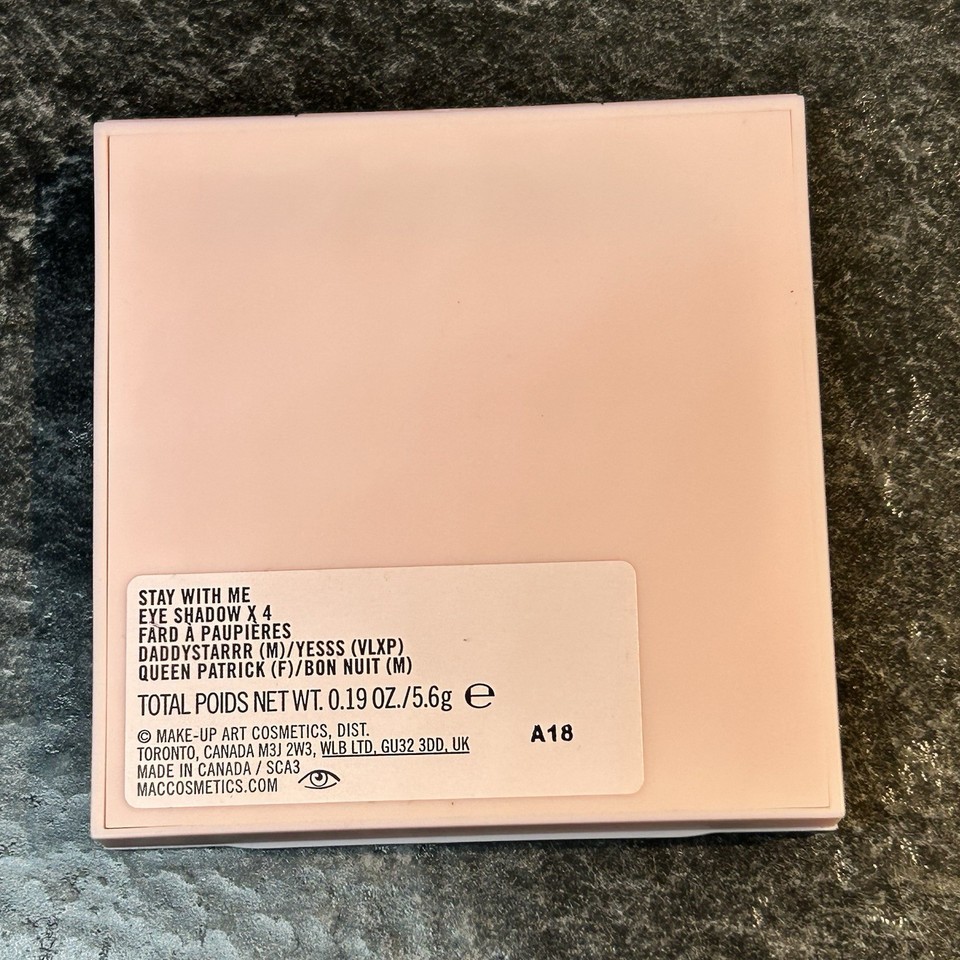 STAY WITH ME
EYE SHADOW X 4
FARD À PAUPIÈRES
DADDYSTARRR (M)/YESSS (VLXP)
QUEEN PATRICK (F)/BON NUIT (M)
TOTAL POIDS NET WT. 0.19 OZ./5.6g ℮
© MAKE-UP ART COSMETICS, DIST.
TORONTO, CANADA M3J 2W3, WLB LTD, GU32 3DD, UK
MADE IN CANADA / SCA3
MACCOSMETICS.COM
A18